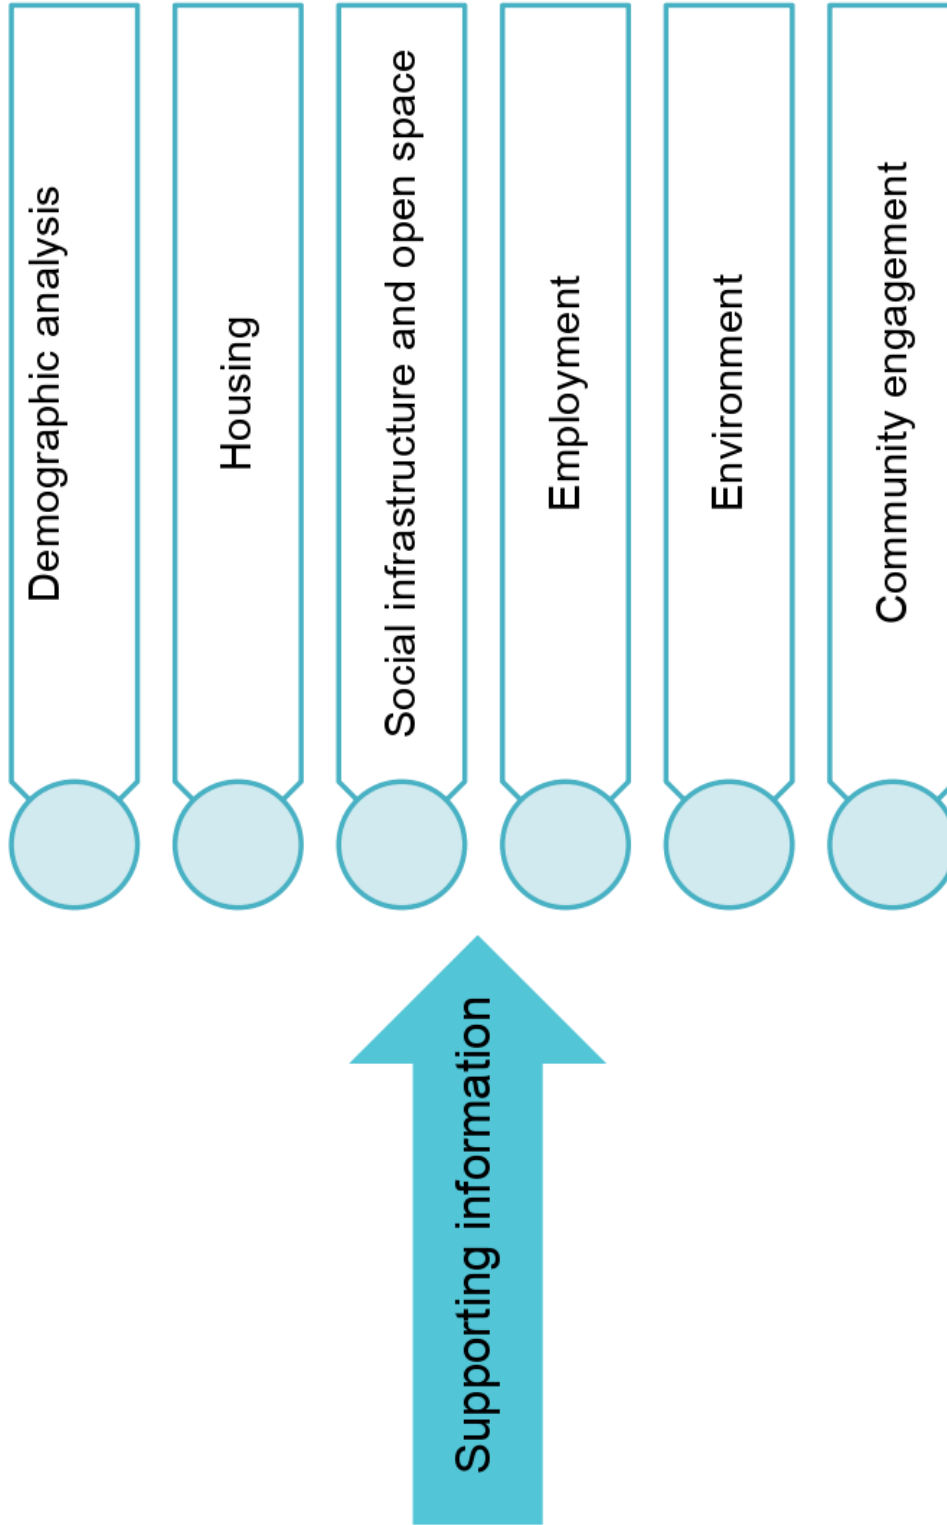 Supporting information
Demographic analysis
Housing
Social infrastructure and open space
Employment
Environment
Community engagement